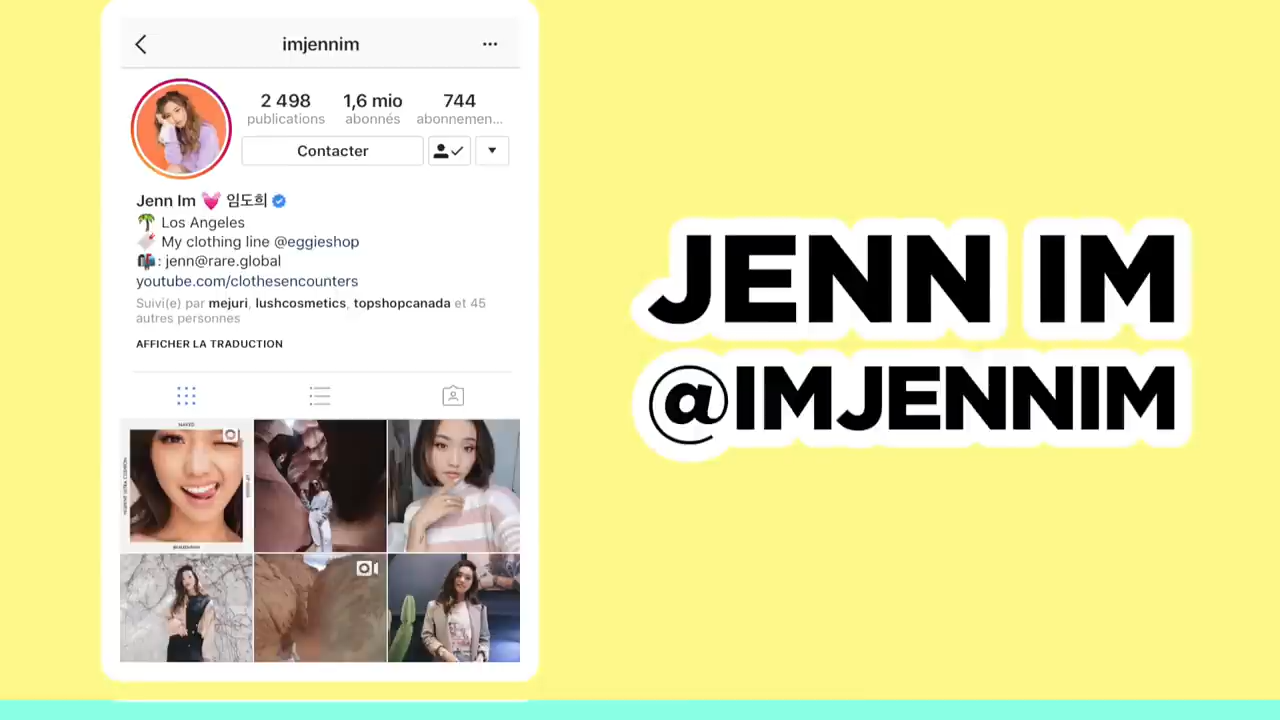 imjennim
2 498
1,6 mio
744
publications
abonnés
abonnemen...
Contacter
Jenn Im 💓 임도희
🌴 Los Angeles
My clothing line @eggieshop
📬: jenn@rare.global
youtube.com/clothesencounters
Suivi(e) par mejuri, lushcosmetics, topshopcanada et 45
autres personnes
AFFICHER LA TRADUCTION
NAKED
JENN IM
@IMJENNIM